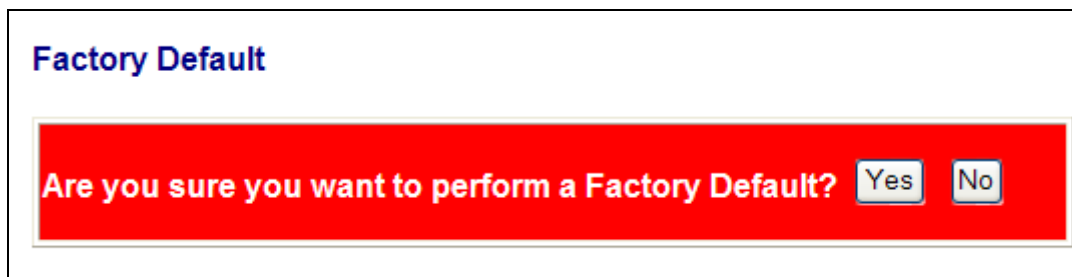 Factory Default
Are you sure you want to perform a Factory Default? Yes No